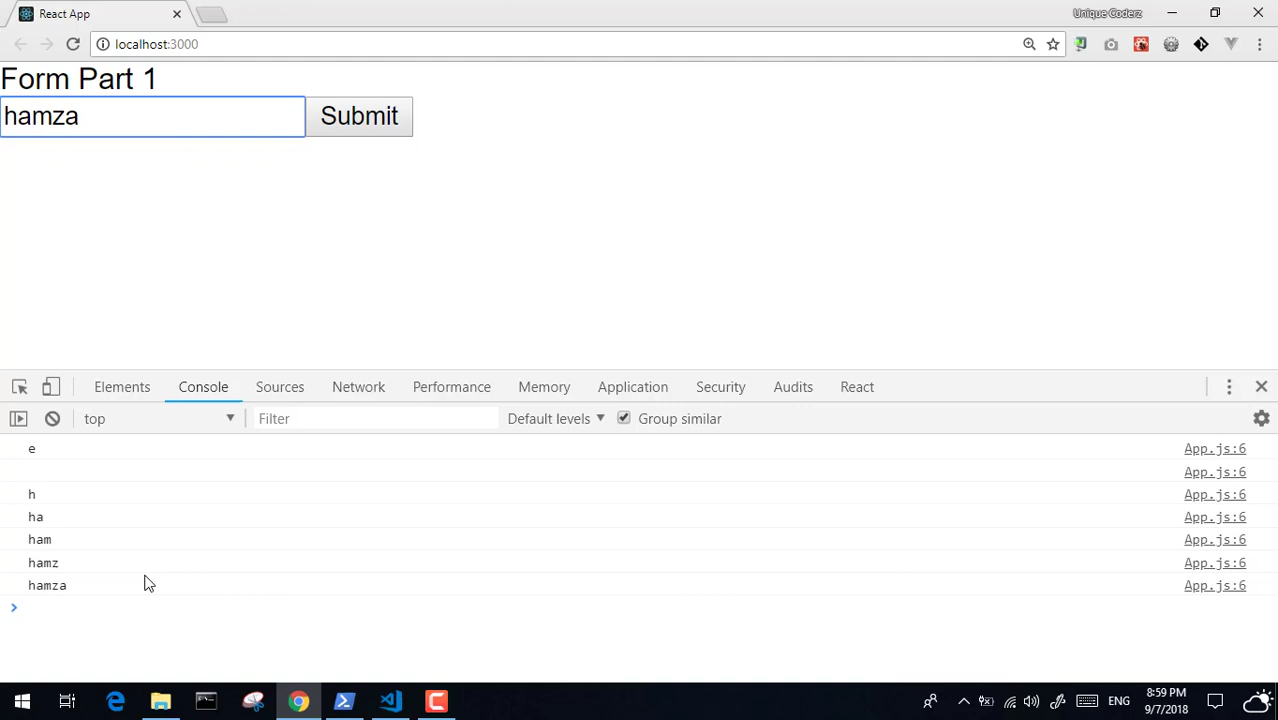 React App
Unique Coderz
localhost:3000
Form Part 1
hamza Submit
Elements Console Sources Network Performance Memory Application Security Audits React
top Filter Default levels Group similar
e App.js:6
App.js:6
h App.js:6
ha App.js:6
ham App.js:6
hamz App.js:6
hamza App.js:6
ENG
8:59 PM
9/7/2018